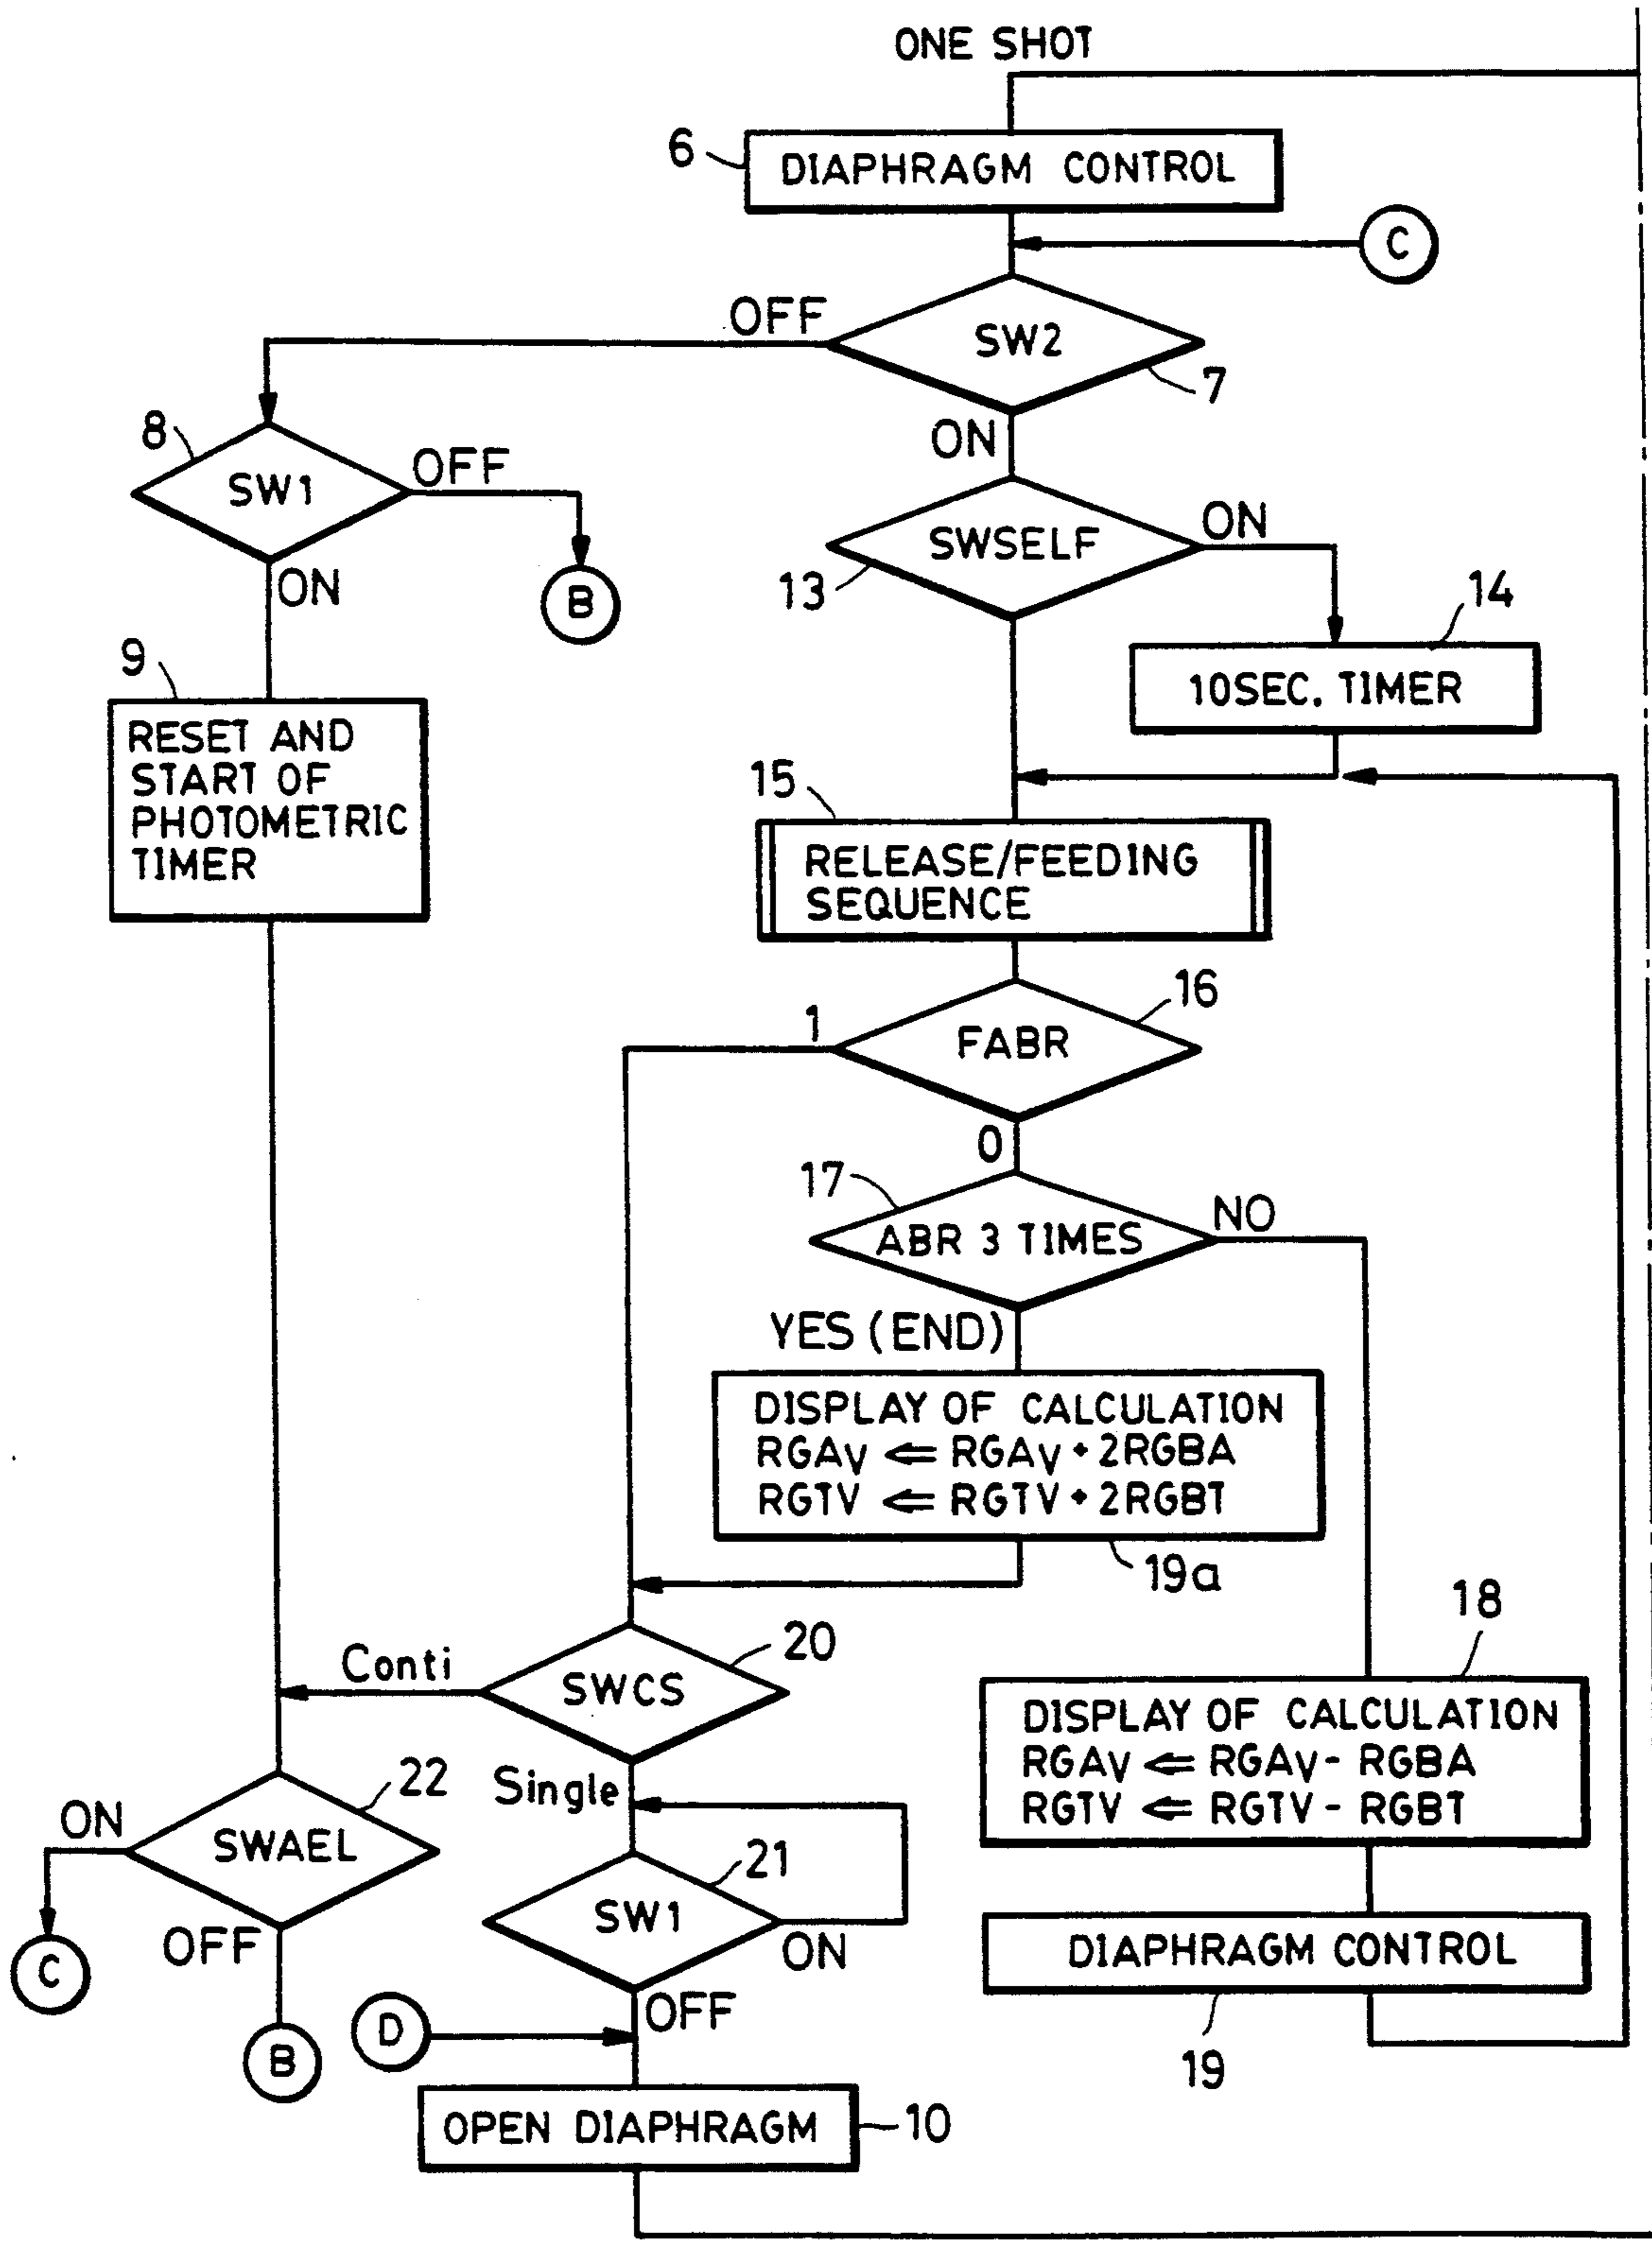 ONE SHOT
6
DIAPHRAGM CONTROL
C
OFF
SW2
7
ON
8
SW1
OFF
ON
B
SWSELF
ON
13
14
10SEC. TIMER
9
RESET AND
START OF
PHOTOMETRIC
TIMER
15
RELEASE/FEEDING
SEQUENCE
16
1
FABR
0
17
ABR 3 TIMES
NO
YES (END)
DISPLAY OF CALCULATION
RGAV ⇐ RGAV + 2RGBA
RGTV ⇐ RGTV + 2RGBT
19a
18
20
Conti
SWCS
Single
DISPLAY OF CALCULATION
RGAV ⇐ RGAV - RGBA
RGTV ⇐ RGTV - RGBT
22
ON
SWAEL
OFF
C
B
21
SW1
ON
OFF
DIAPHRAGM CONTROL
19
D
OPEN DIAPHRAGM
10